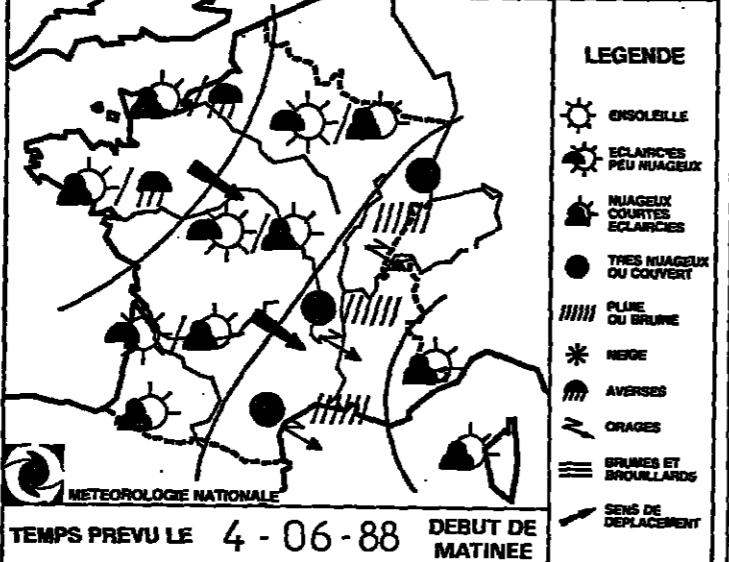 LEGENDE
ENSOLEILLE
ECLAIRCIES
PEU NUAGEUX
NUAGEUX
COURTES
ECLAIRCIES
TRES NUAGEUX
OU COUVERT
PLUIE
OU BRUINE
NEIGE
AVERSES
ORAGES
BRUMES ET
BROUILLARDS
SENS DE
DEPLACEMENT
METEOROLOGIE NATIONALE
TEMPS PREVU LE 4-06-88 DEBUT DE
MATINEE